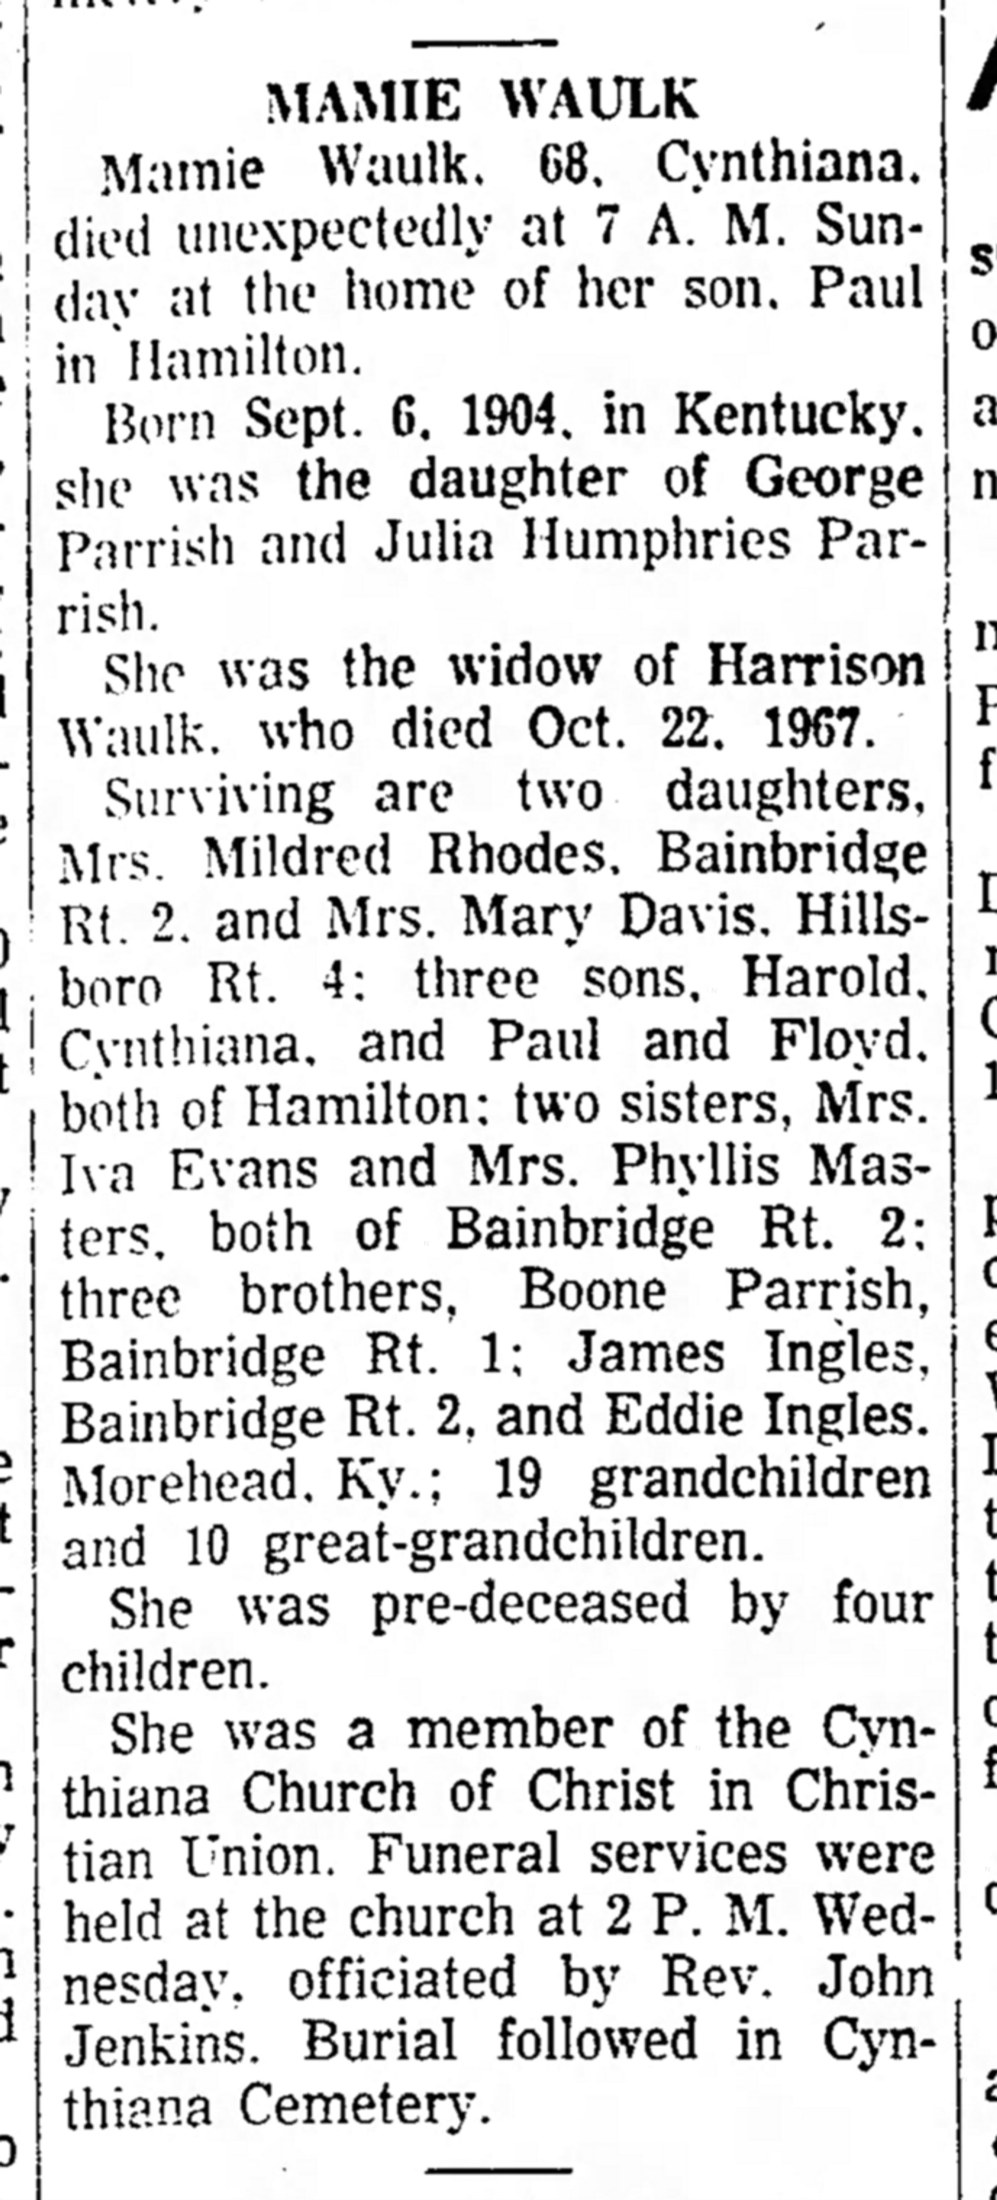 MAMIE WAULK
Mamie Waulk, 68, Cynthiana,
died unexpectedly at 7 A. M. Sun-
day at the home of her son, Paul
in Hamilton.
Born Sept. 6, 1904, in Kentucky,
she was the daughter of George
Parrish and Julia Humphries Par-
rish.
She was the widow of Harrison
Waulk, who died Oct. 22, 1967.
Surviving are two daughters,
Mrs. Mildred Rhodes, Bainbridge
Rt. 2, and Mrs. Mary Davis, Hills-
boro Rt. 4; three sons, Harold,
Cynthiana, and Paul and Floyd,
both of Hamilton; two sisters, Mrs.
Iva Evans and Mrs. Phyllis Mas-
ters, both of Bainbridge Rt. 2;
three brothers, Boone Parrish,
Bainbridge Rt. 1; James Ingles,
Bainbridge Rt. 2, and Eddie Ingles,
Morehead, Ky.; 19 grandchildren
and 10 great-grandchildren.
She was pre-deceased by four
children.
She was a member of the Cyn-
thiana Church of Christ in Chris-
tian Union. Funeral services were
held at the church at 2 P. M. Wed-
nesday, officiated by Rev. John
Jenkins. Burial followed in Cyn-
thiana Cemetery.